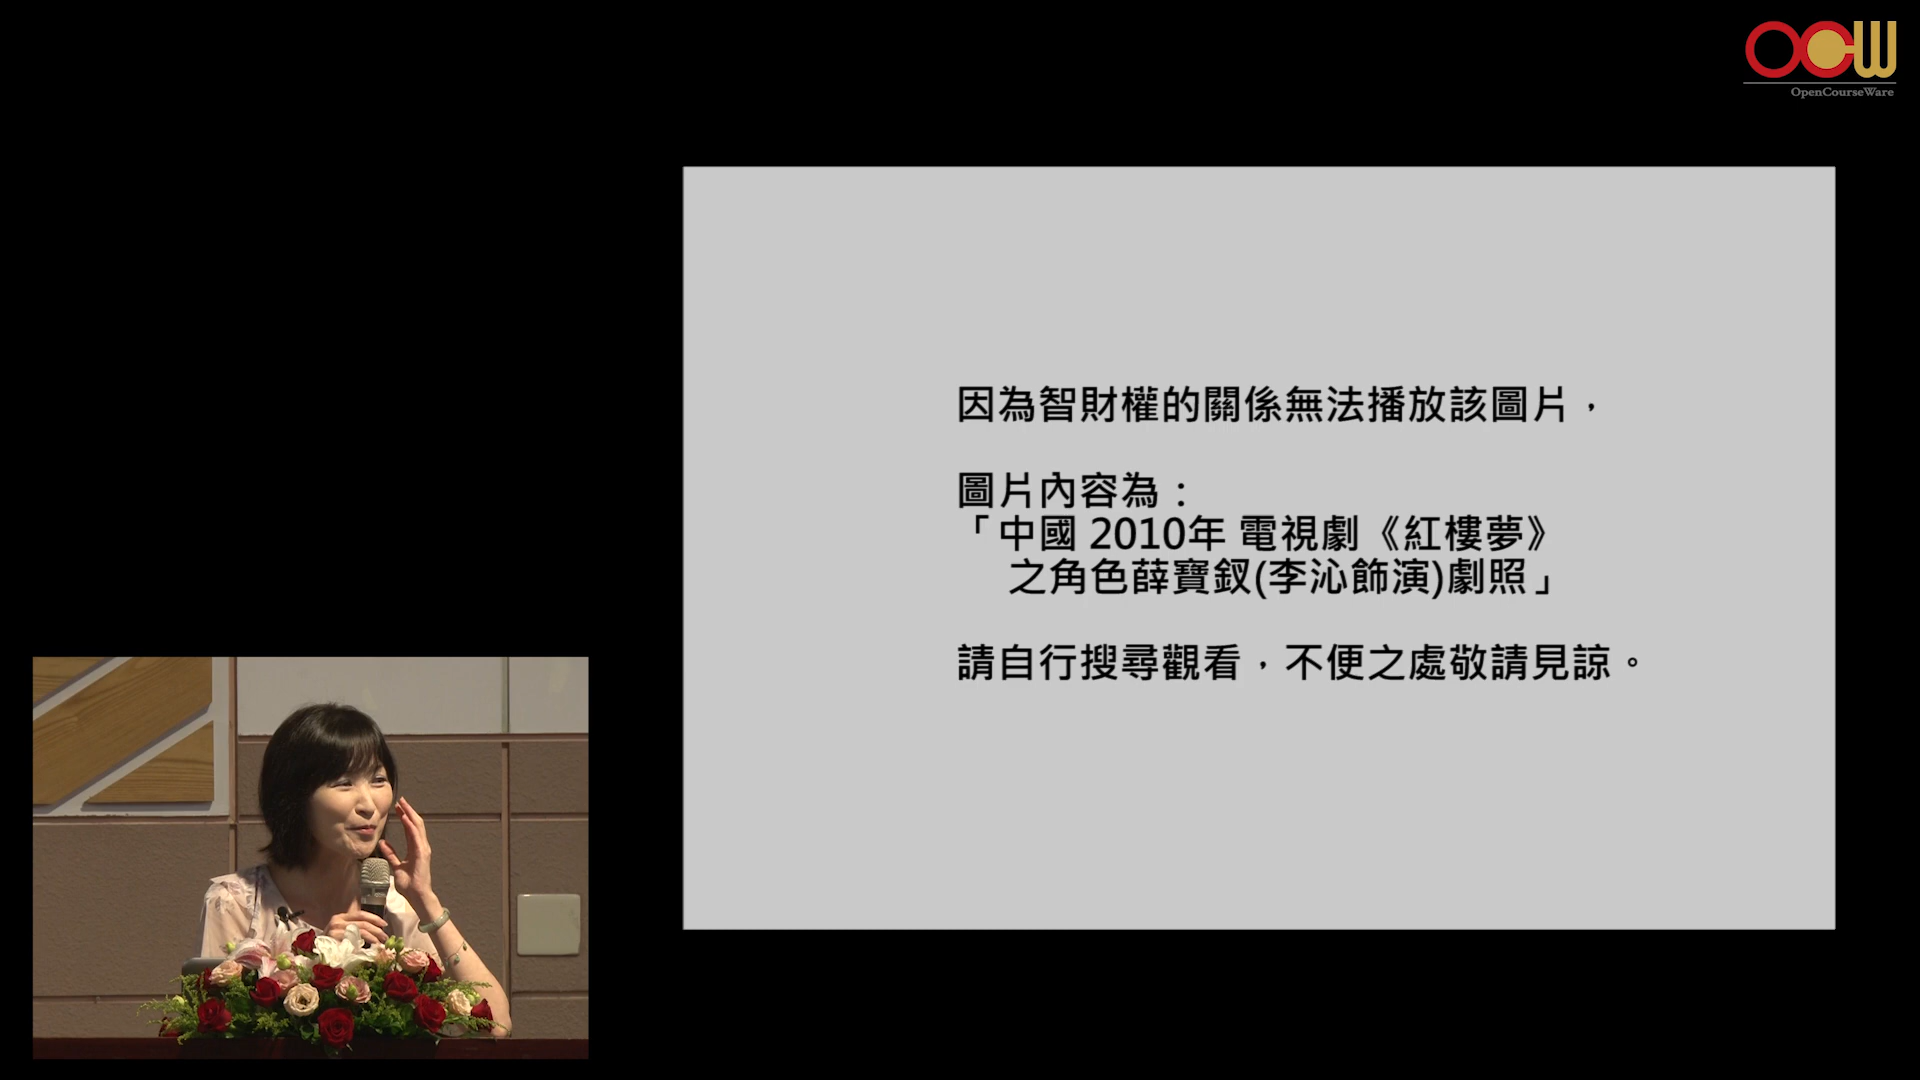 OCW
OpenCourseWare
因為智財權的關係無法播放該圖片，
圖片內容為：
「中國 2010年 電視劇《紅樓夢》
之角色薛寶釵(李沁飾演)劇照」
請自行搜尋觀看，不便之處敬請見諒。